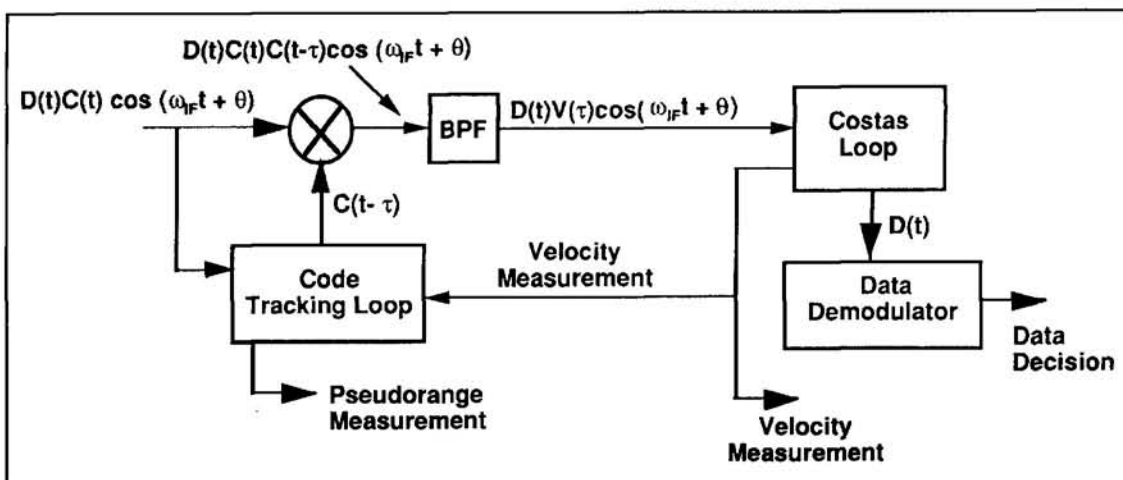 D(t)C(t)C(t-τ)cos (ω_IF t + θ)
D(t)C(t) cos (ω_IF t + θ)
BPF
D(t)V(τ)cos( ω_IF t + θ)
Costas
Loop
C(t- τ)
D(t)
Velocity
Measurement
Code
Tracking Loop
Data
Demodulator
Data
Decision
Pseudorange
Measurement
Velocity
Measurement